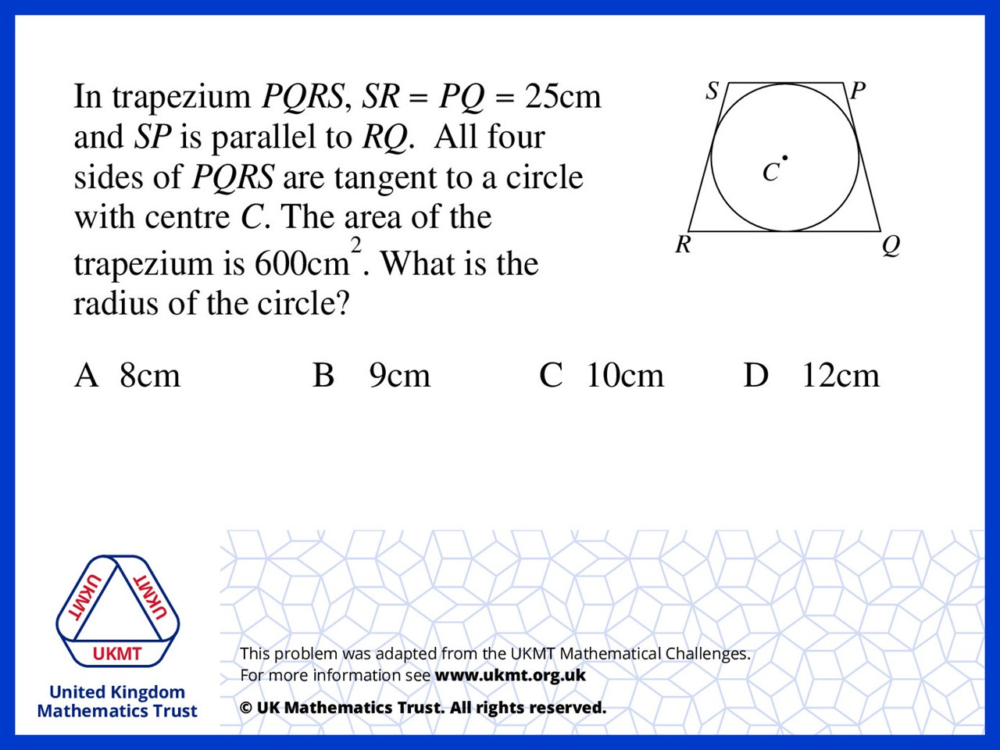 In trapezium PQRS, SR = PQ = 25cm
and SP is parallel to RQ.  All four
sides of PQRS are tangent to a circle
with centre C. The area of the
trapezium is 600cm². What is the
radius of the circle?
S
P
C
R
Q
A 8cm B 9cm C 10cm D 12cm
UKMT
UKMT
UKMT
United Kingdom
Mathematics Trust
This problem was adapted from the UKMT Mathematical Challenges.
For more information see www.ukmt.org.uk
© UK Mathematics Trust. All rights reserved.